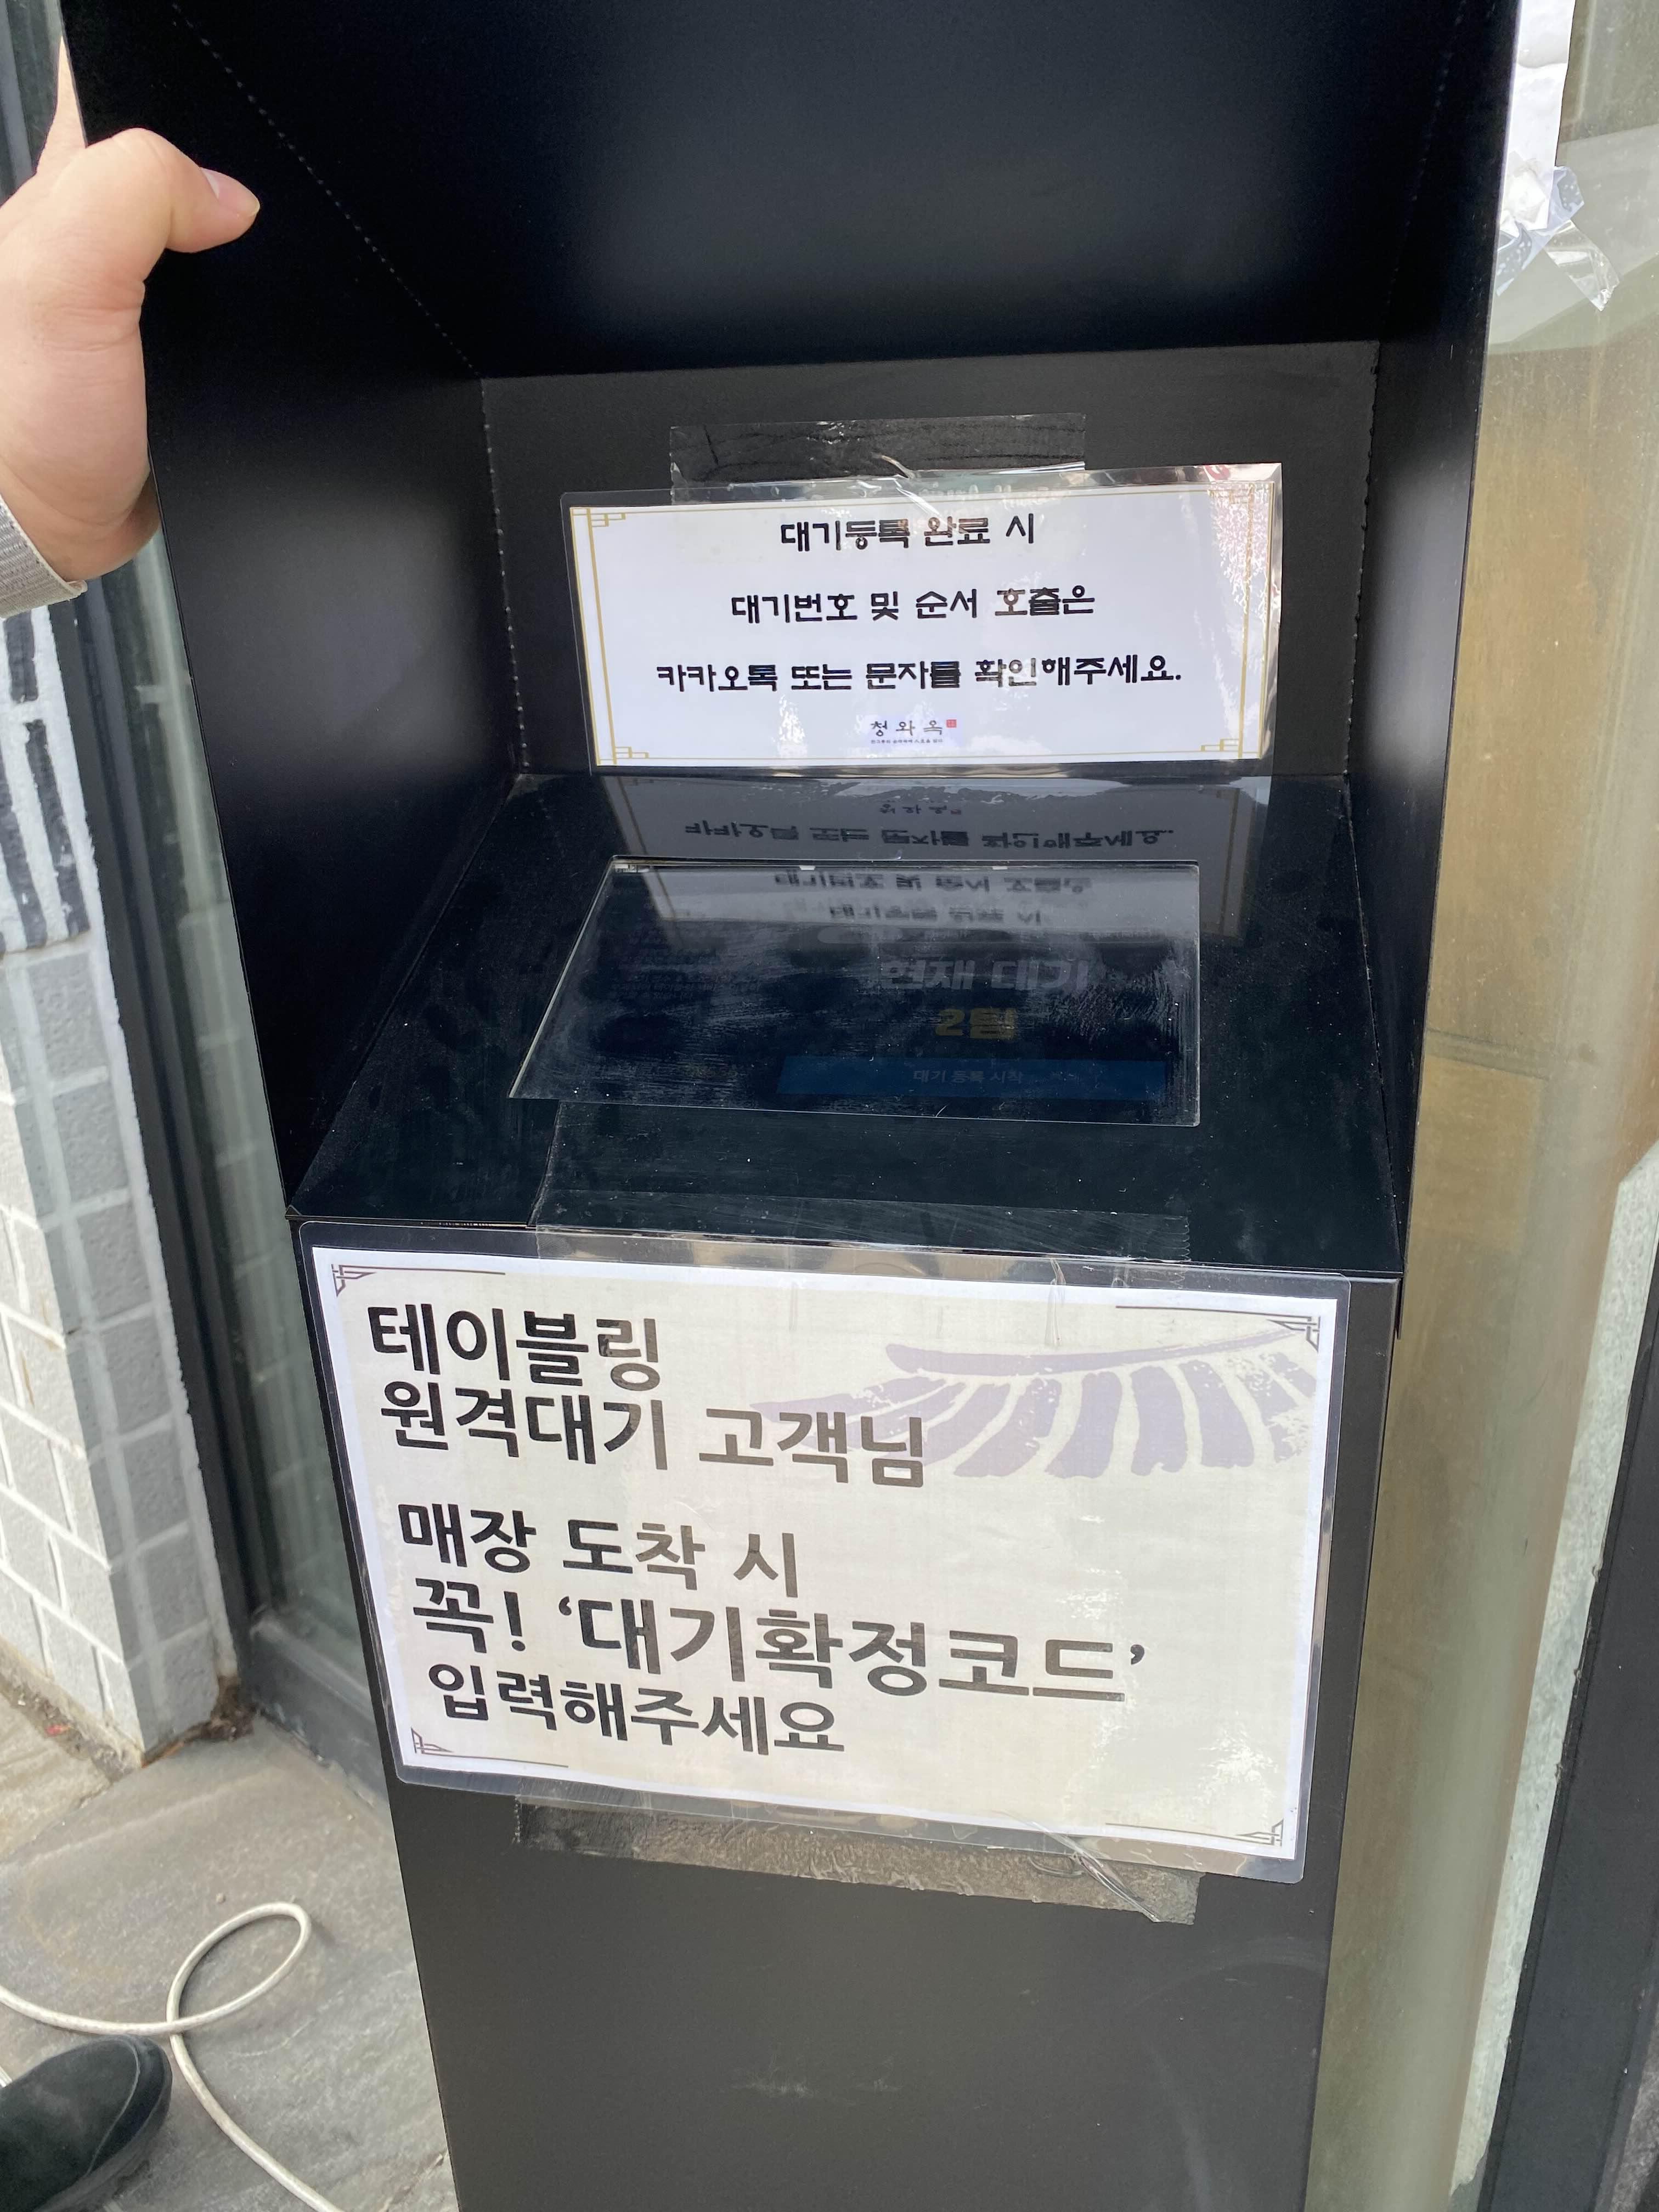 대기등록 완료 시
대기번호 및 순서 호출은
카카오톡 또는 문자를 확인해주세요.
청와옥
현재 대기
2팀
대기 등록 시작
테이블링
원격대기 고객님
매장 도착 시
꼭! ‘대기확정코드’
입력해주세요